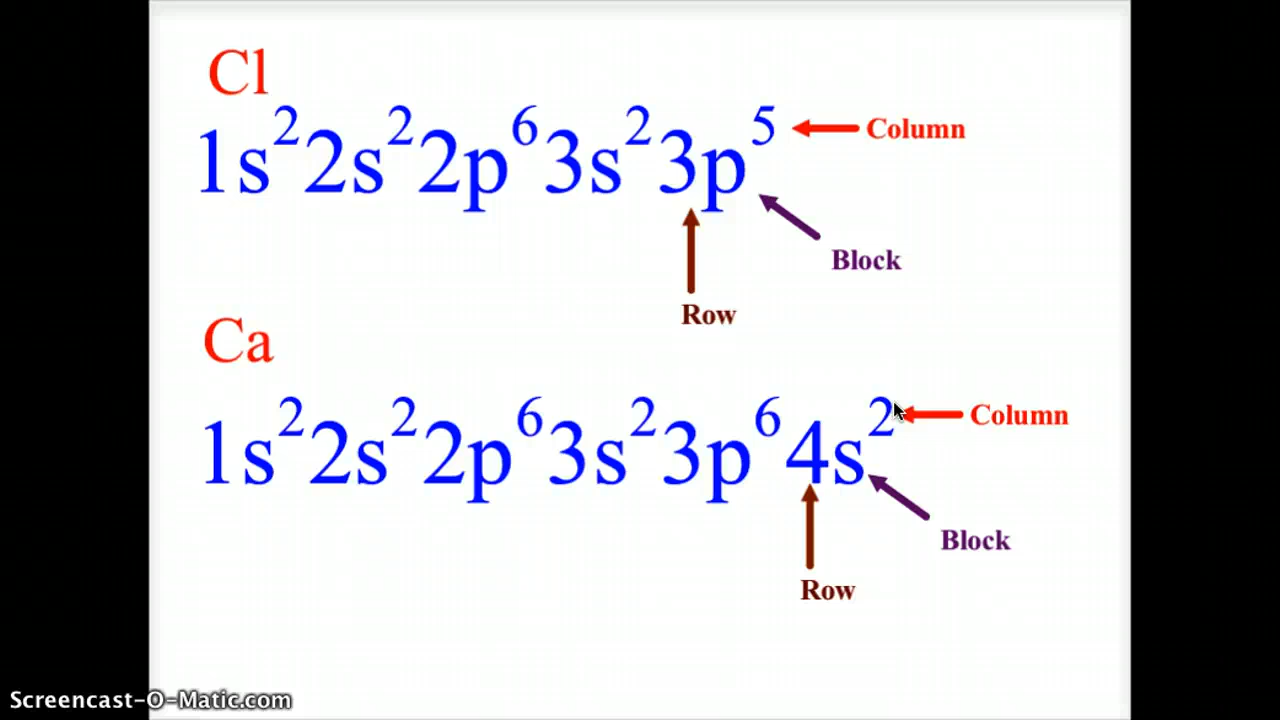 Cl
1s²2s²2p⁶3s²3p⁵
Column
Block
Row
Ca
1s²2s²2p⁶3s²3p⁶4s²
Column
Block
Row
Screencast-O-Matic.com